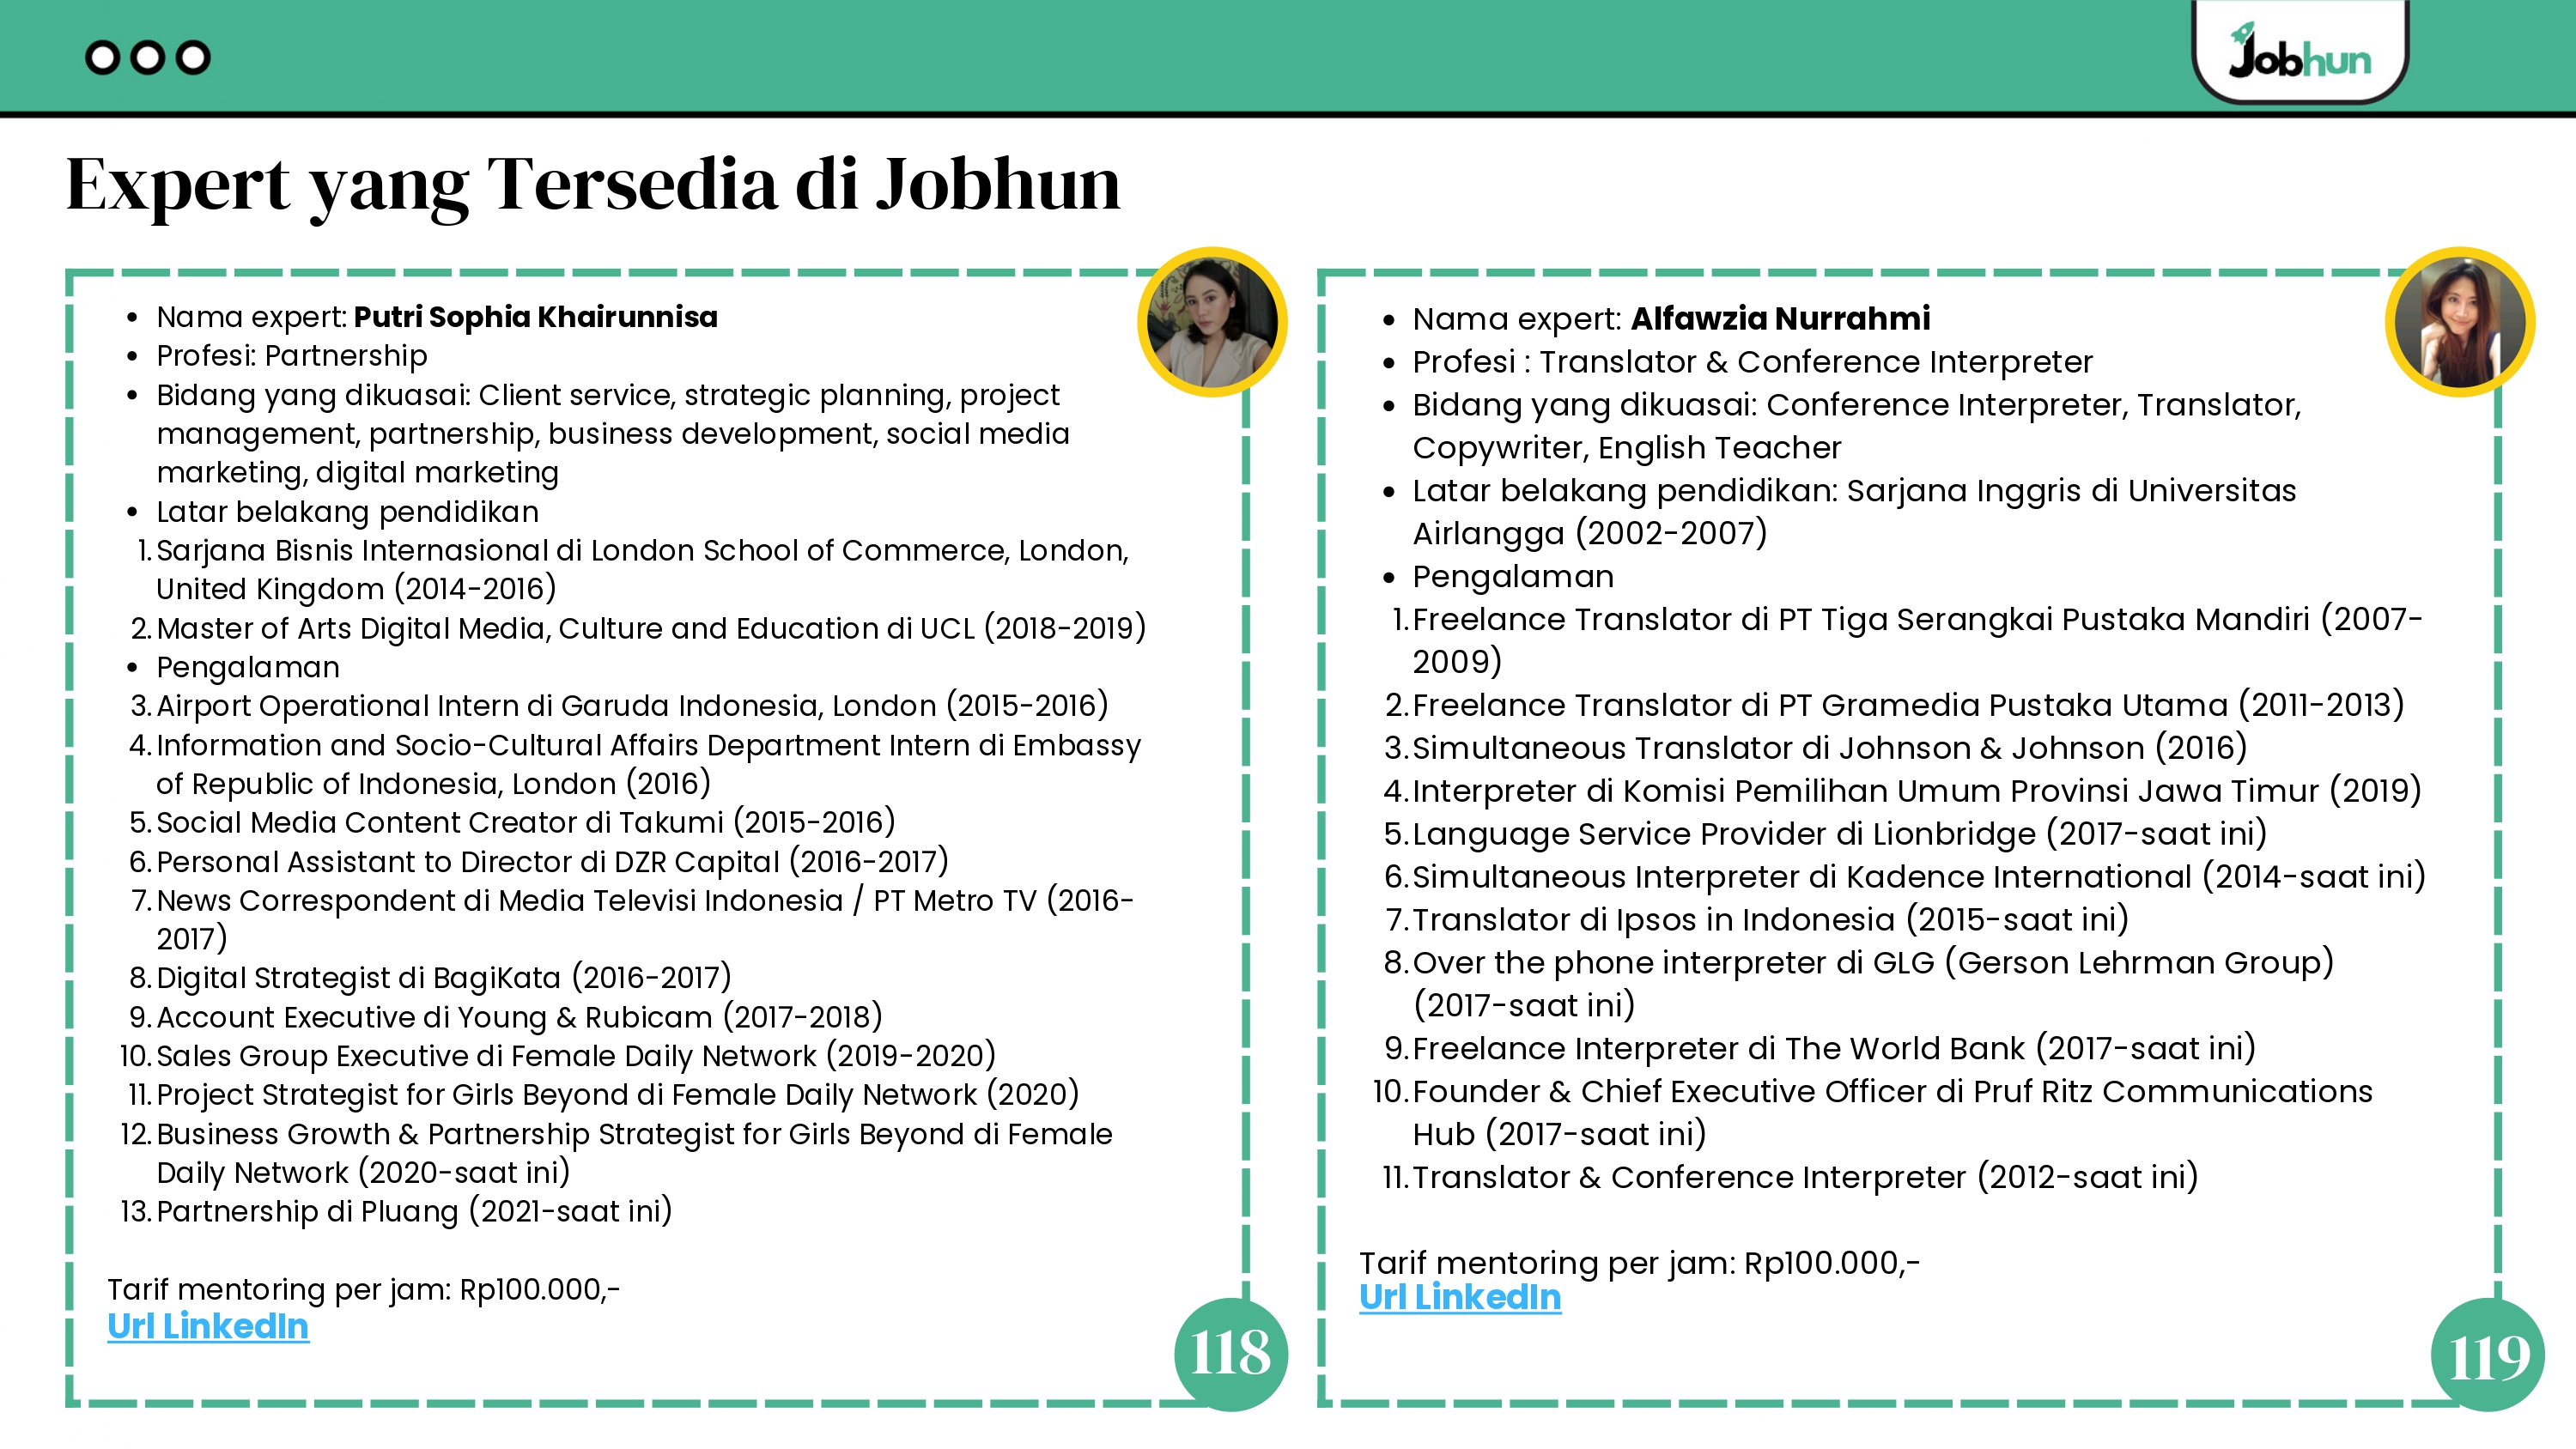 Jobhun
Expert yang Tersedia di Jobhun
• Nama expert: Putri Sophia Khairunnisa
• Profesi: Partnership
• Bidang yang dikuasai: Client service, strategic planning, project
management, partnership, business development, social media
marketing, digital marketing
• Latar belakang pendidikan
1. Sarjana Bisnis Internasional di London School of Commerce, London,
United Kingdom (2014-2016)
2. Master of Arts Digital Media, Culture and Education di UCL (2018-2019)
• Pengalaman
3. Airport Operational Intern di Garuda Indonesia, London (2015-2016)
4. Information and Socio-Cultural Affairs Department Intern di Embassy
of Republic of Indonesia, London (2016)
5. Social Media Content Creator di Takumi (2015-2016)
6. Personal Assistant to Director di DZR Capital (2016-2017)
7. News Correspondent di Media Televisi Indonesia / PT Metro TV (2016-
2017)
8. Digital Strategist di BagiKata (2016-2017)
9. Account Executive di Young & Rubicam (2017-2018)
10. Sales Group Executive di Female Daily Network (2019-2020)
11. Project Strategist for Girls Beyond di Female Daily Network (2020)
12. Business Growth & Partnership Strategist for Girls Beyond di Female
Daily Network (2020-saat ini)
13. Partnership di Pluang (2021-saat ini)
Tarif mentoring per jam: Rp100.000,-
Url LinkedIn
118
• Nama expert: Alfawzia Nurrahmi
• Profesi : Translator & Conference Interpreter
• Bidang yang dikuasai: Conference Interpreter, Translator,
Copywriter, English Teacher
• Latar belakang pendidikan: Sarjana Inggris di Universitas
Airlangga (2002-2007)
• Pengalaman
1. Freelance Translator di PT Tiga Serangkai Pustaka Mandiri (2007-
2009)
2. Freelance Translator di PT Gramedia Pustaka Utama (2011-2013)
3. Simultaneous Translator di Johnson & Johnson (2016)
4. Interpreter di Komisi Pemilihan Umum Provinsi Jawa Timur (2019)
5. Language Service Provider di Lionbridge (2017-saat ini)
6. Simultaneous Interpreter di Kadence International (2014-saat ini)
7. Translator di Ipsos in Indonesia (2015-saat ini)
8. Over the phone interpreter di GLG (Gerson Lehrman Group)
(2017-saat ini)
9. Freelance Interpreter di The World Bank (2017-saat ini)
10. Founder & Chief Executive Officer di Pruf Ritz Communications
Hub (2017-saat ini)
11. Translator & Conference Interpreter (2012-saat ini)
Tarif mentoring per jam: Rp100.000,-
Url LinkedIn
119